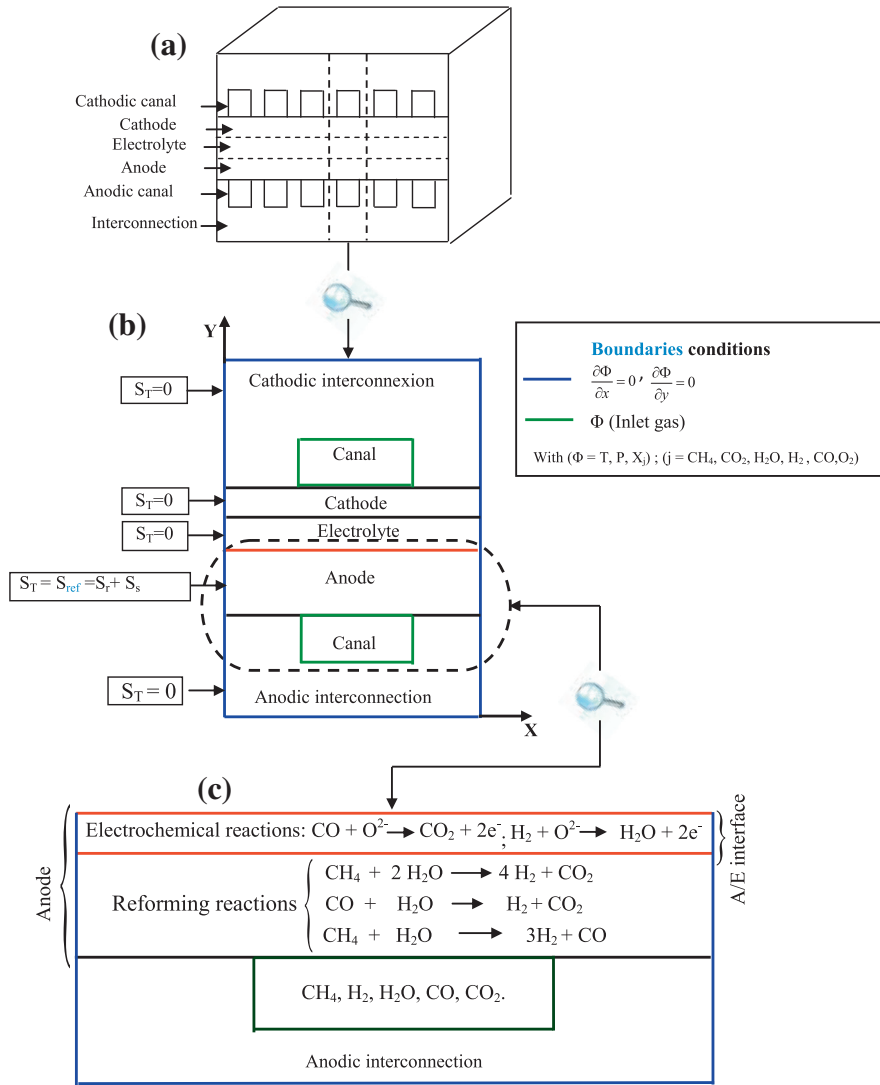 (a)
Cathodic canal
Cathode
Electrolyte
Anode
Anodic canal
Interconnection
(b)
Y
S_T=0
Cathodic interconnexion
Canal
S_T=0
Cathode
S_T=0
Electrolyte
S_T = S_ref =S_r+ S_s
Anode
Canal
S_T = 0
Anodic interconnection
X
Boundaries conditions
∂Φ/∂x = 0 , ∂Φ/∂y = 0
Φ (Inlet gas)
With (Φ = T, P, X_j) ; (j = CH₄, CO₂, H₂O, H₂ , CO,O₂)
(c)
Anode
Electrochemical reactions: CO + O²⁻ → CO₂ + 2e⁻ ; H₂ + O²⁻ → H₂O + 2e⁻
A/E interface
Reforming reactions
CH₄ + 2 H₂O → 4 H₂ + CO₂
CO + H₂O → H₂ + CO₂
CH₄ + H₂O → 3H₂ + CO
CH₄, H₂, H₂O, CO, CO₂.
Anodic interconnection